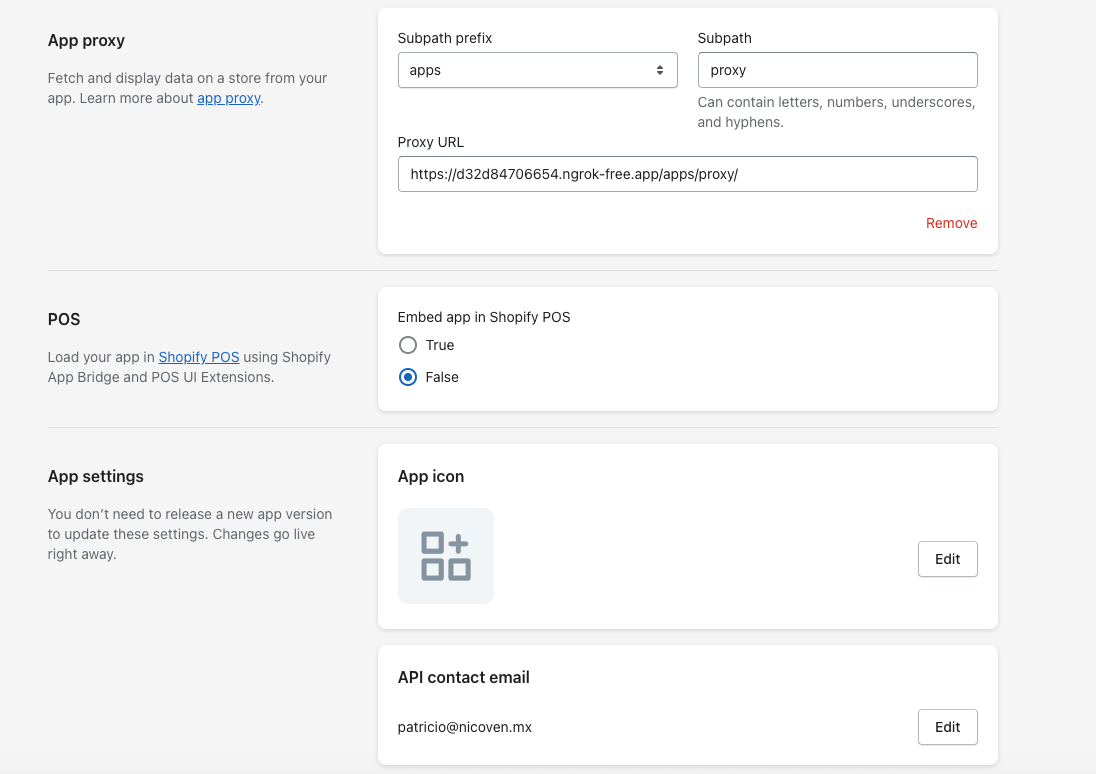 App proxy
Fetch and display data on a store from your
app. Learn more about app proxy.
Subpath prefix
apps
Subpath
proxy
Can contain letters, numbers, underscores,
and hyphens.
Proxy URL
https://d32d84706654.ngrok-free.app/apps/proxy/
Remove
POS
Load your app in Shopify POS using Shopify
App Bridge and POS UI Extensions.
Embed app in Shopify POS
True
False
App settings
You don’t need to release a new app version
to update these settings. Changes go live
right away.
App icon
Edit
API contact email
patricio@nicoven.mx
Edit